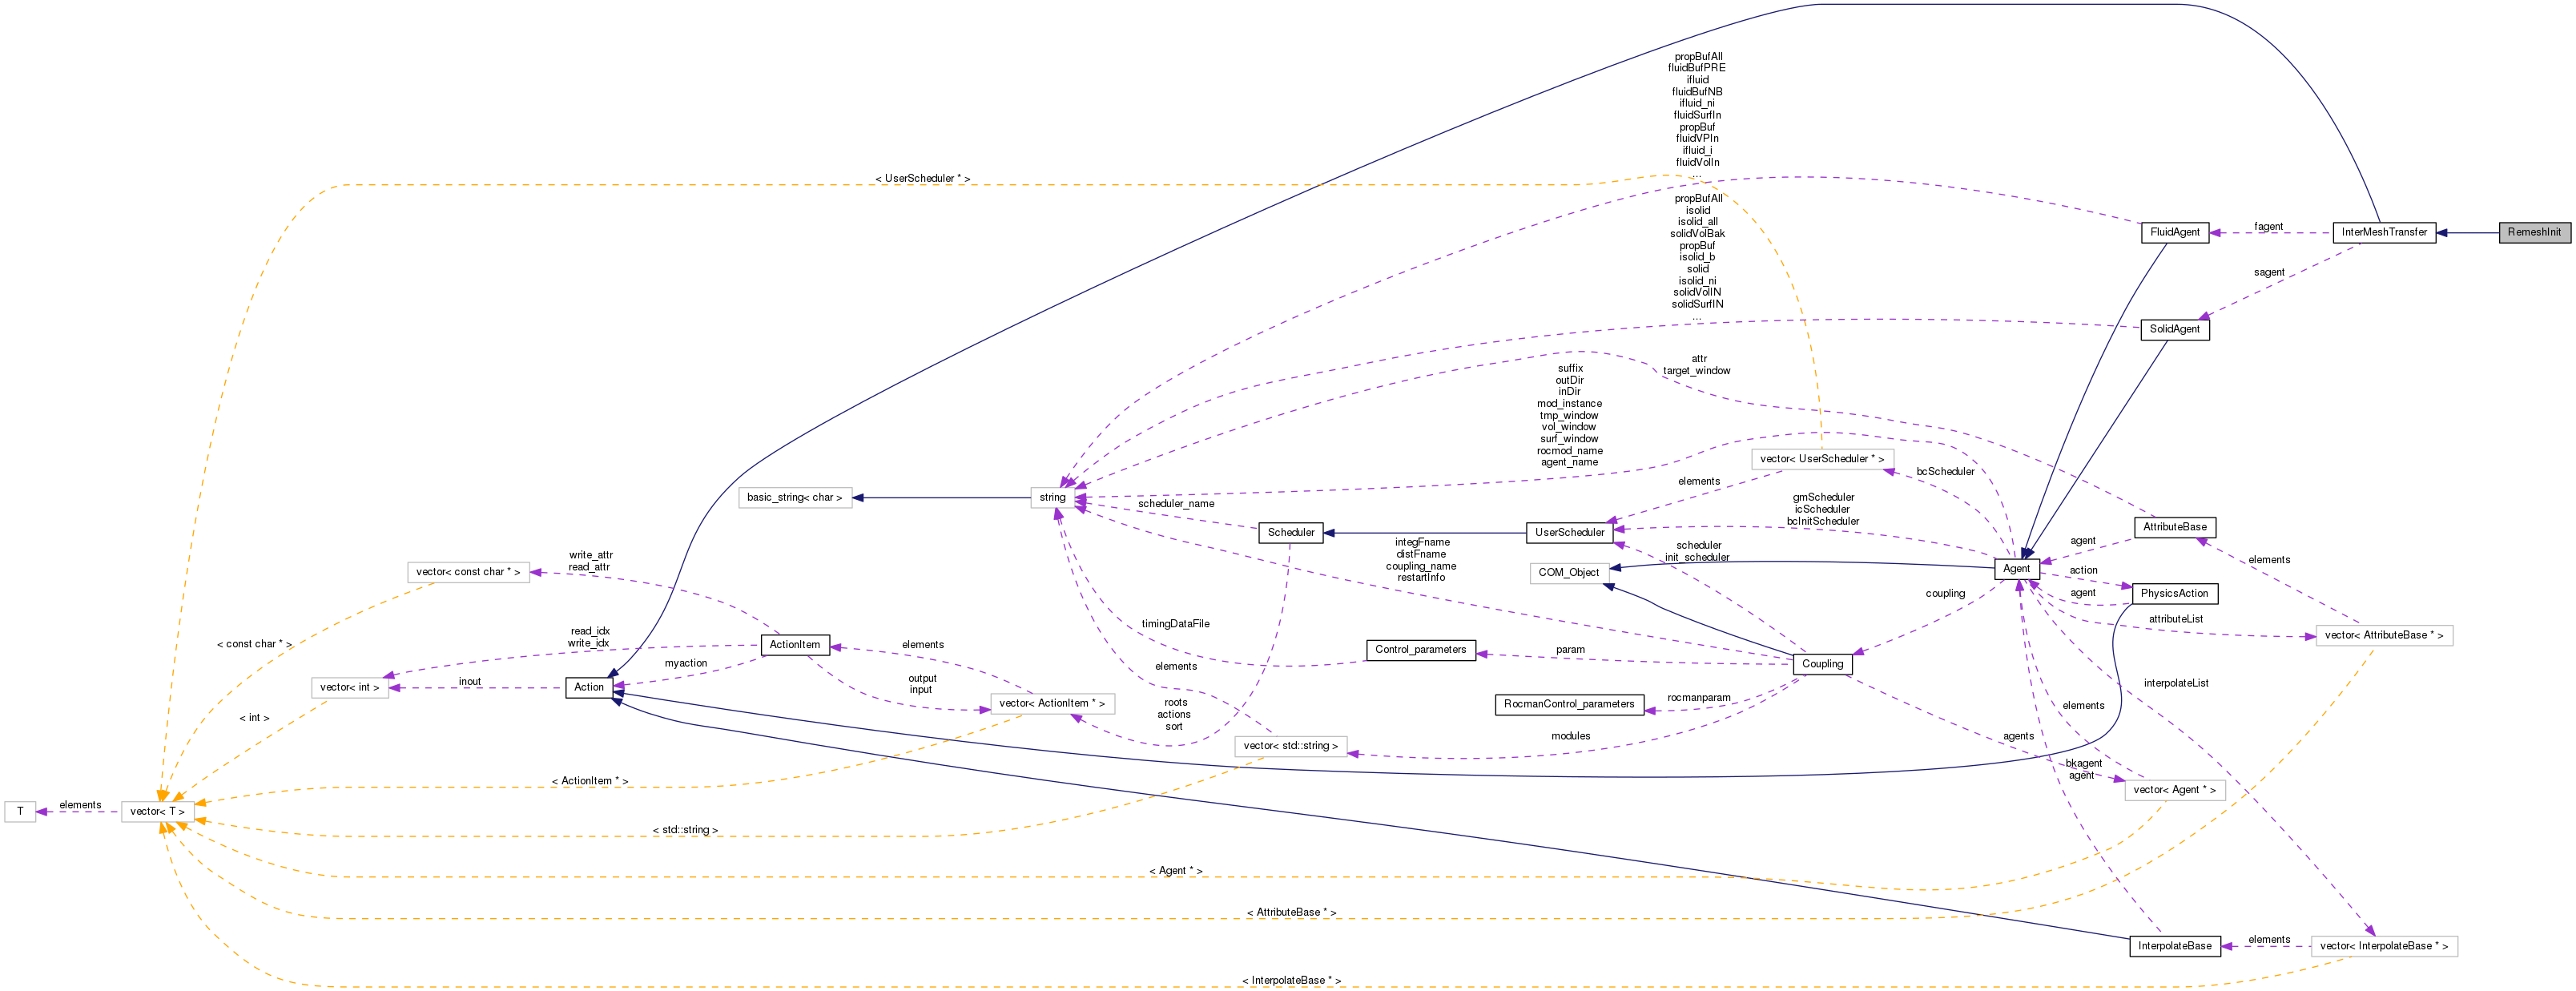 propBufAll
fluidBufPRE
ifluid
fluidBufNB
ifluid_ni
fluidSurfIn
propBuf
fluidVPIn
ifluid_i
fluidVolIn
...
< UserScheduler * >
propBufAll
isolid
isolid_all
solidVolBak
propBuf
isolid_b
solid
isolid_ni
solidVolIN
solidSurfIN
...
FluidAgent
fagent
InterMeshTransfer
RemeshInit
sagent
SolidAgent
attr
target_window
suffix
outDir
inDir
mod_instance
tmp_window
vol_window
surf_window
rocmod_name
agent_name
vector< UserScheduler * >
bcScheduler
elements
basic_string< char >
string
scheduler_name
gmScheduler
icScheduler
bcInitScheduler
Scheduler
UserScheduler
AttributeBase
agent
elements
integFname
distFname
coupling_name
restartInfo
scheduler
init_scheduler
COM_Object
Agent
action
PhysicsAction
agent
write_attr
read_attr
vector< const char * >
coupling
attributeList
vector< AttributeBase * >
timingDataFile
read_idx
write_idx
ActionItem
elements
< const char * >
Control_parameters
param
Coupling
myaction
elements
vector< int >
inout
Action
output
input
vector< ActionItem * >
interpolateList
rocmanparam
RocmanControl_parameters
roots
actions
sort
elements
< int >
vector< std::string >
modules
agents
bkagent
agent
< ActionItem * >
vector< Agent * >
T
elements
vector< T >
< std::string >
< Agent * >
< AttributeBase * >
InterpolateBase
elements
vector< InterpolateBase * >
< InterpolateBase * >